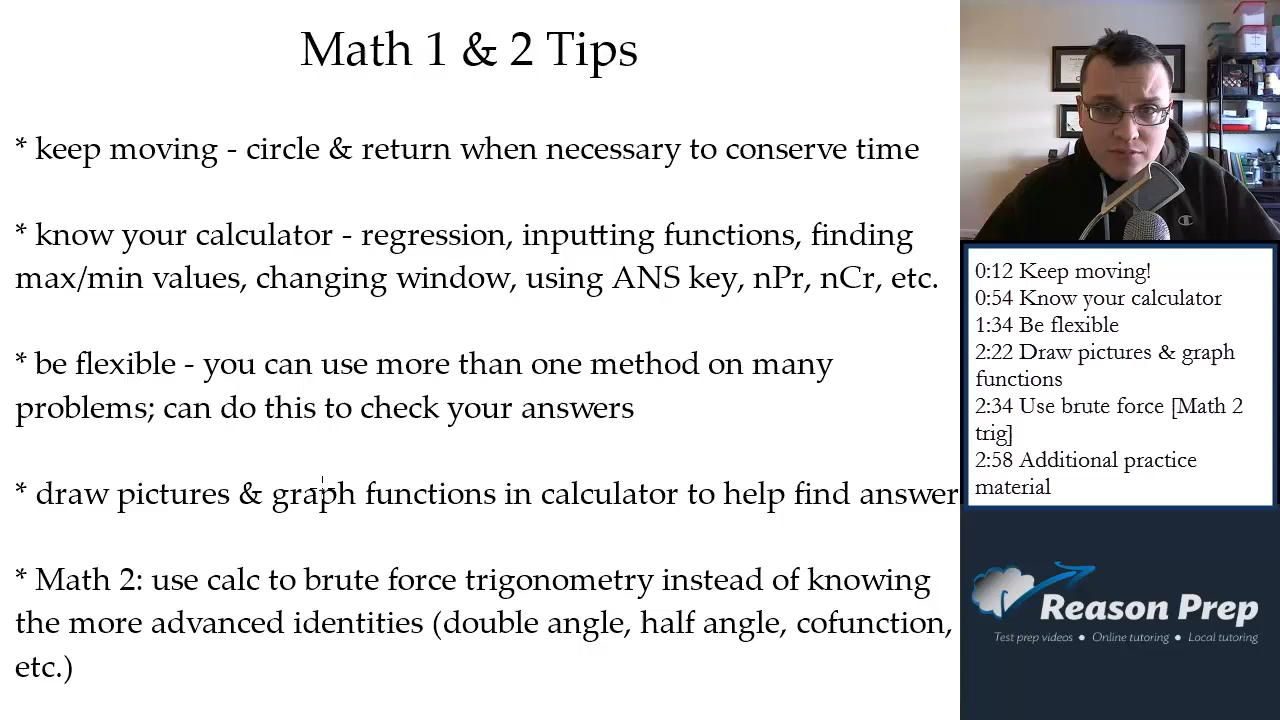 Math 1 & 2 Tips
* keep moving - circle & return when necessary to conserve time
* know your calculator - regression, inputting functions, finding
max/min values, changing window, using ANS key, nPr, nCr, etc.
* be flexible - you can use more than one method on many
problems; can do this to check your answers
* draw pictures & graph functions in calculator to help find answer
* Math 2: use calc to brute force trigonometry instead of knowing
the more advanced identities (double angle, half angle, cofunction,
etc.)
0:12 Keep moving!
0:54 Know your calculator
1:34 Be flexible
2:22 Draw pictures & graph
functions
2:34 Use brute force [Math 2
trig]
2:58 Additional practice
material
Reason Prep
Test prep videos ● Online tutoring ● Local tutoring